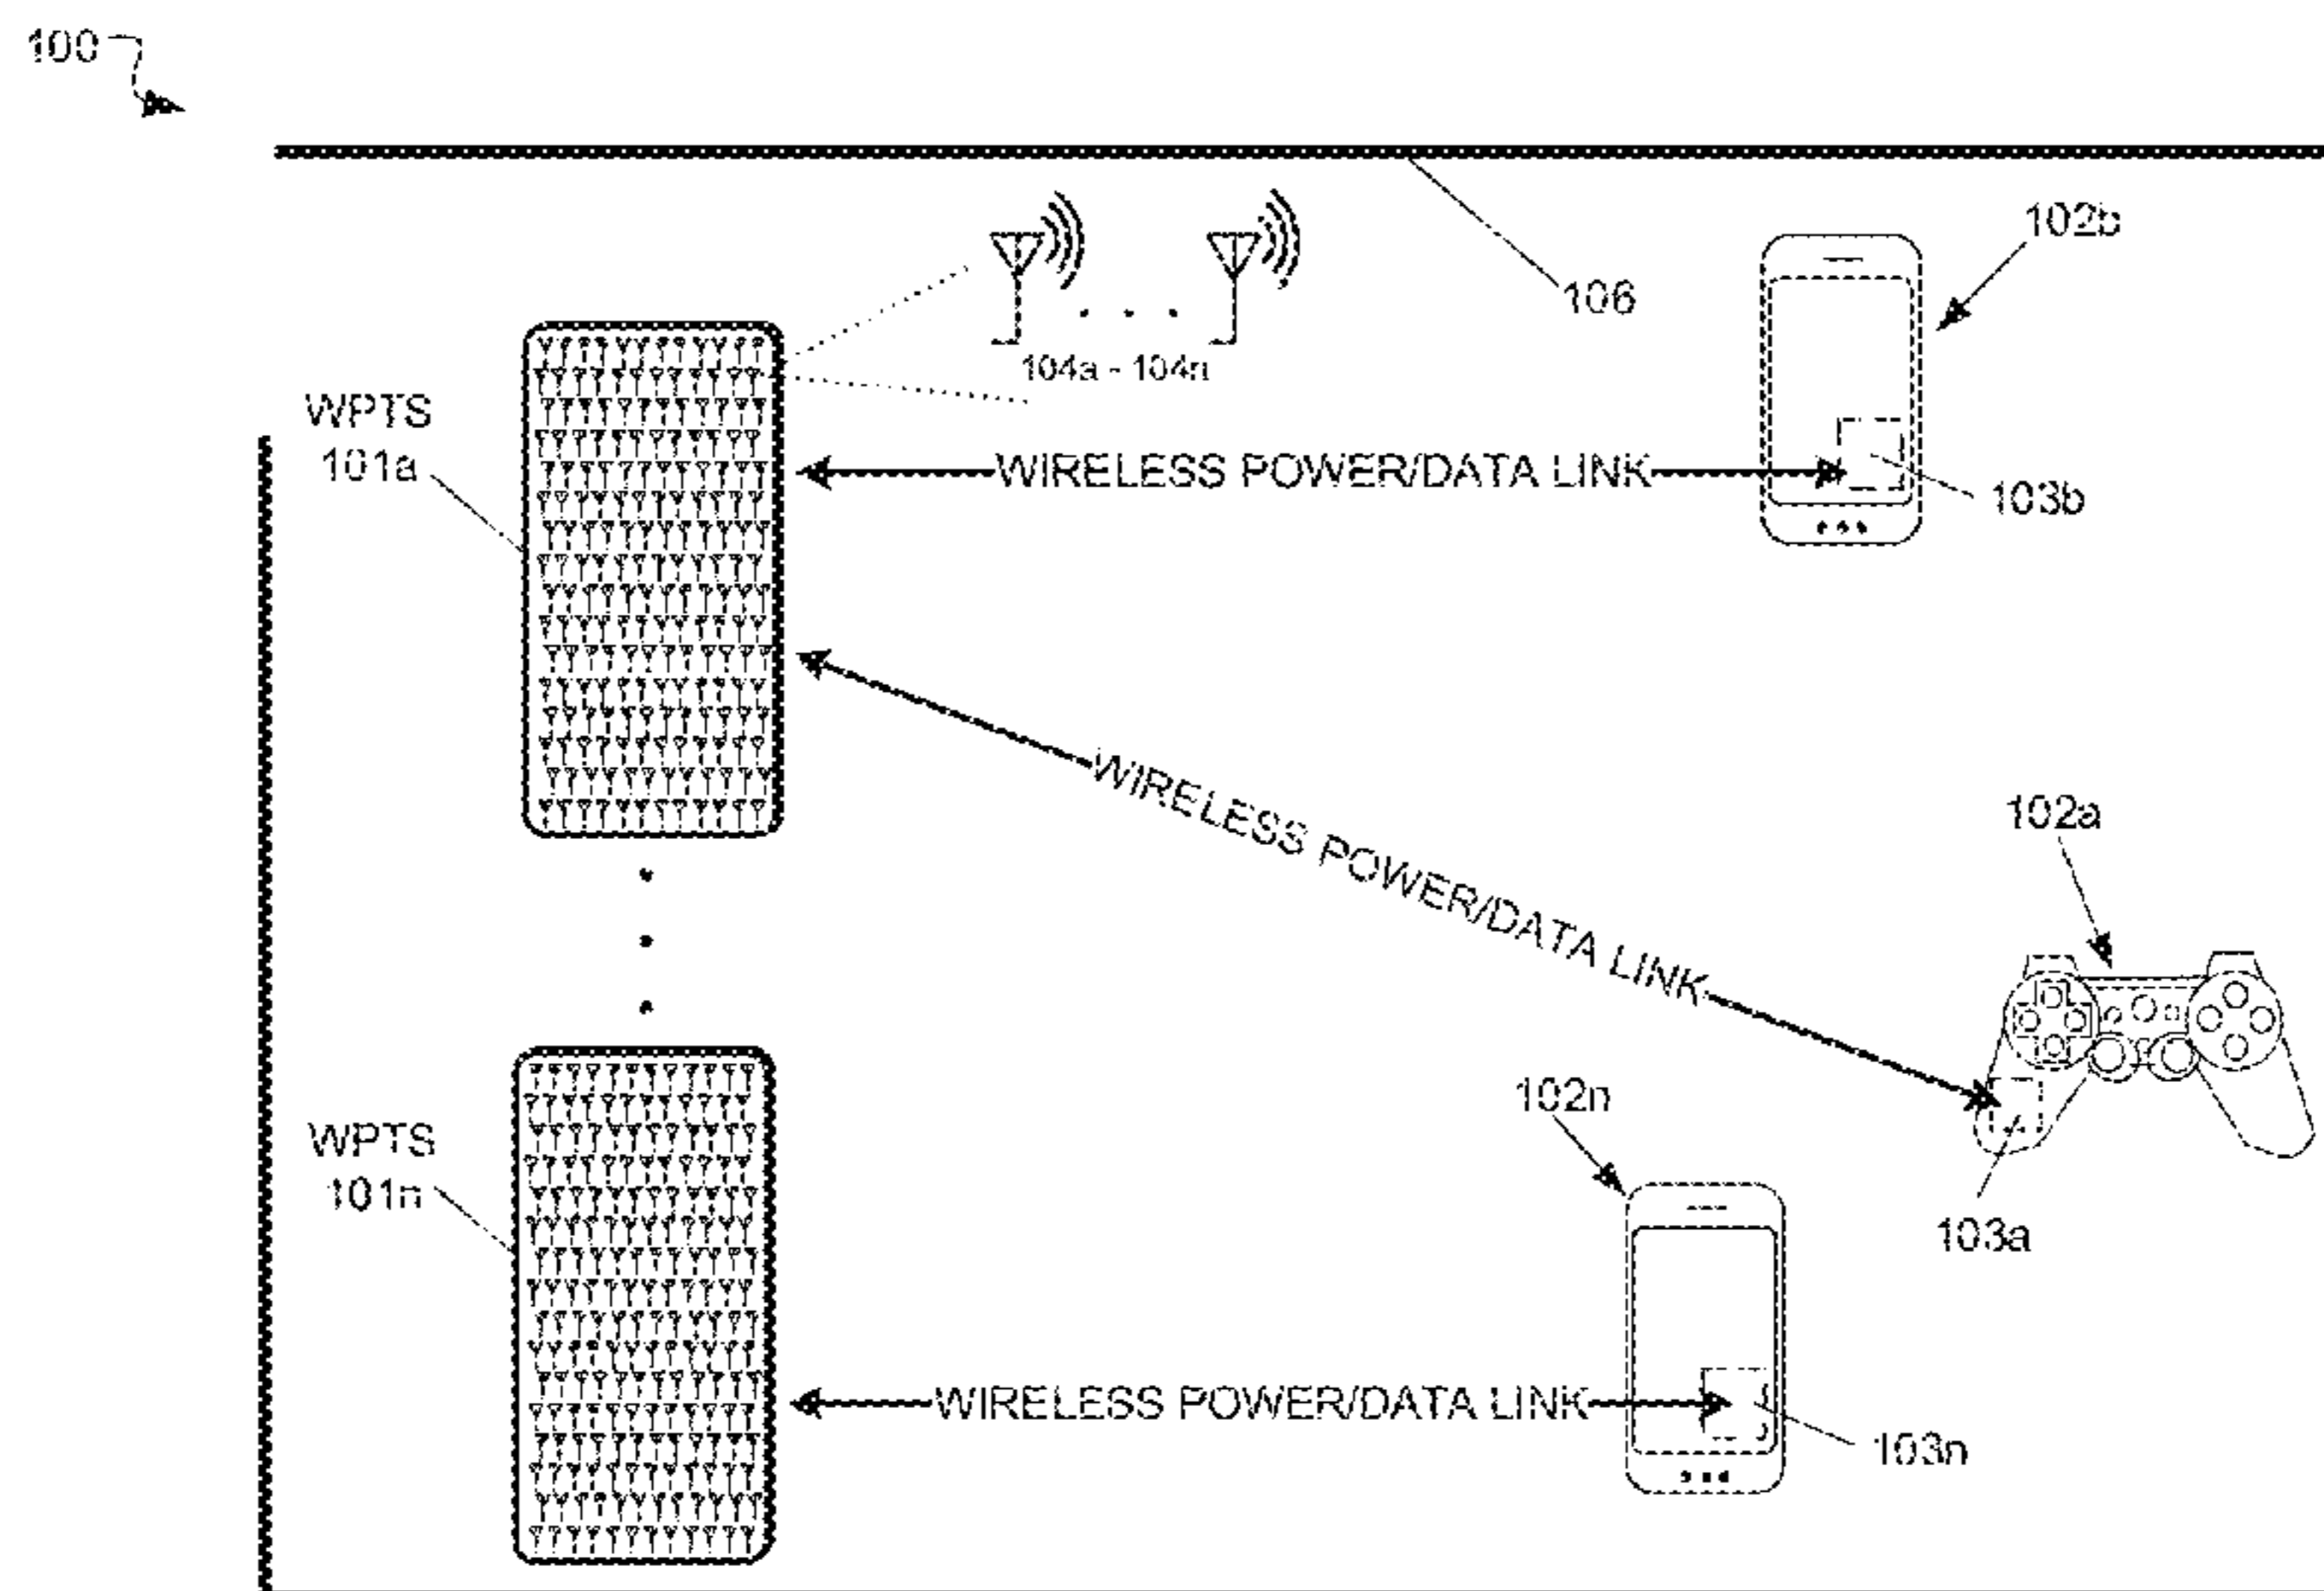 100
102b
106
104a - 104n
WPTS
101a
WIRELESS POWER/DATA LINK
103b
WIRELESS POWER/DATA LINK
102a
102n
WPTS
101n
103a
WIRELESS POWER/DATA LINK
103n